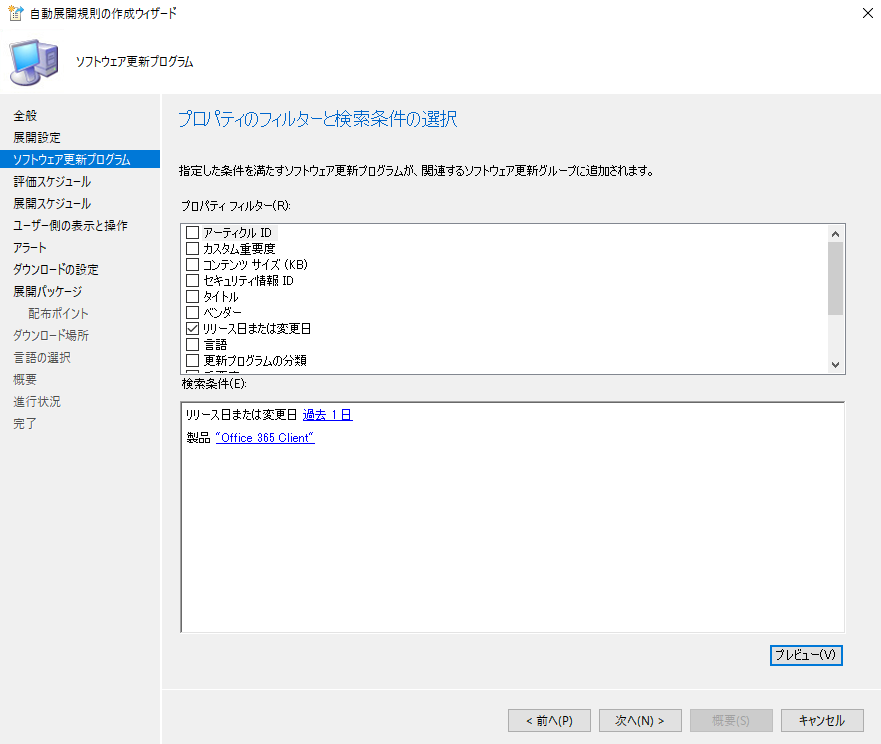 自動展開規則の作成ウィザード
ソフトウェア更新プログラム
全般
展開設定
ソフトウェア更新プログラム
評価スケジュール
展開スケジュール
ユーザー側の表示と操作
アラート
ダウンロードの設定
展開パッケージ
配布ポイント
ダウンロード場所
言語の選択
概要
進行状況
完了
プロパティのフィルターと検索条件の選択
指定した条件を満たすソフトウェア更新プログラムが、関連するソフトウェア更新グループに追加されます。
プロパティ フィルター(R):
アーティクル ID
カスタム重要度
コンテンツ サイズ (KB)
セキュリティ情報 ID
タイトル
ベンダー
リリース日または変更日
言語
更新プログラムの分類
検索条件(E):
リリース日または変更日 過去 1 日
製品 "Office 365 Client"
プレビュー(V)
< 前へ(P) 次へ(N) > 概要(S) キャンセル